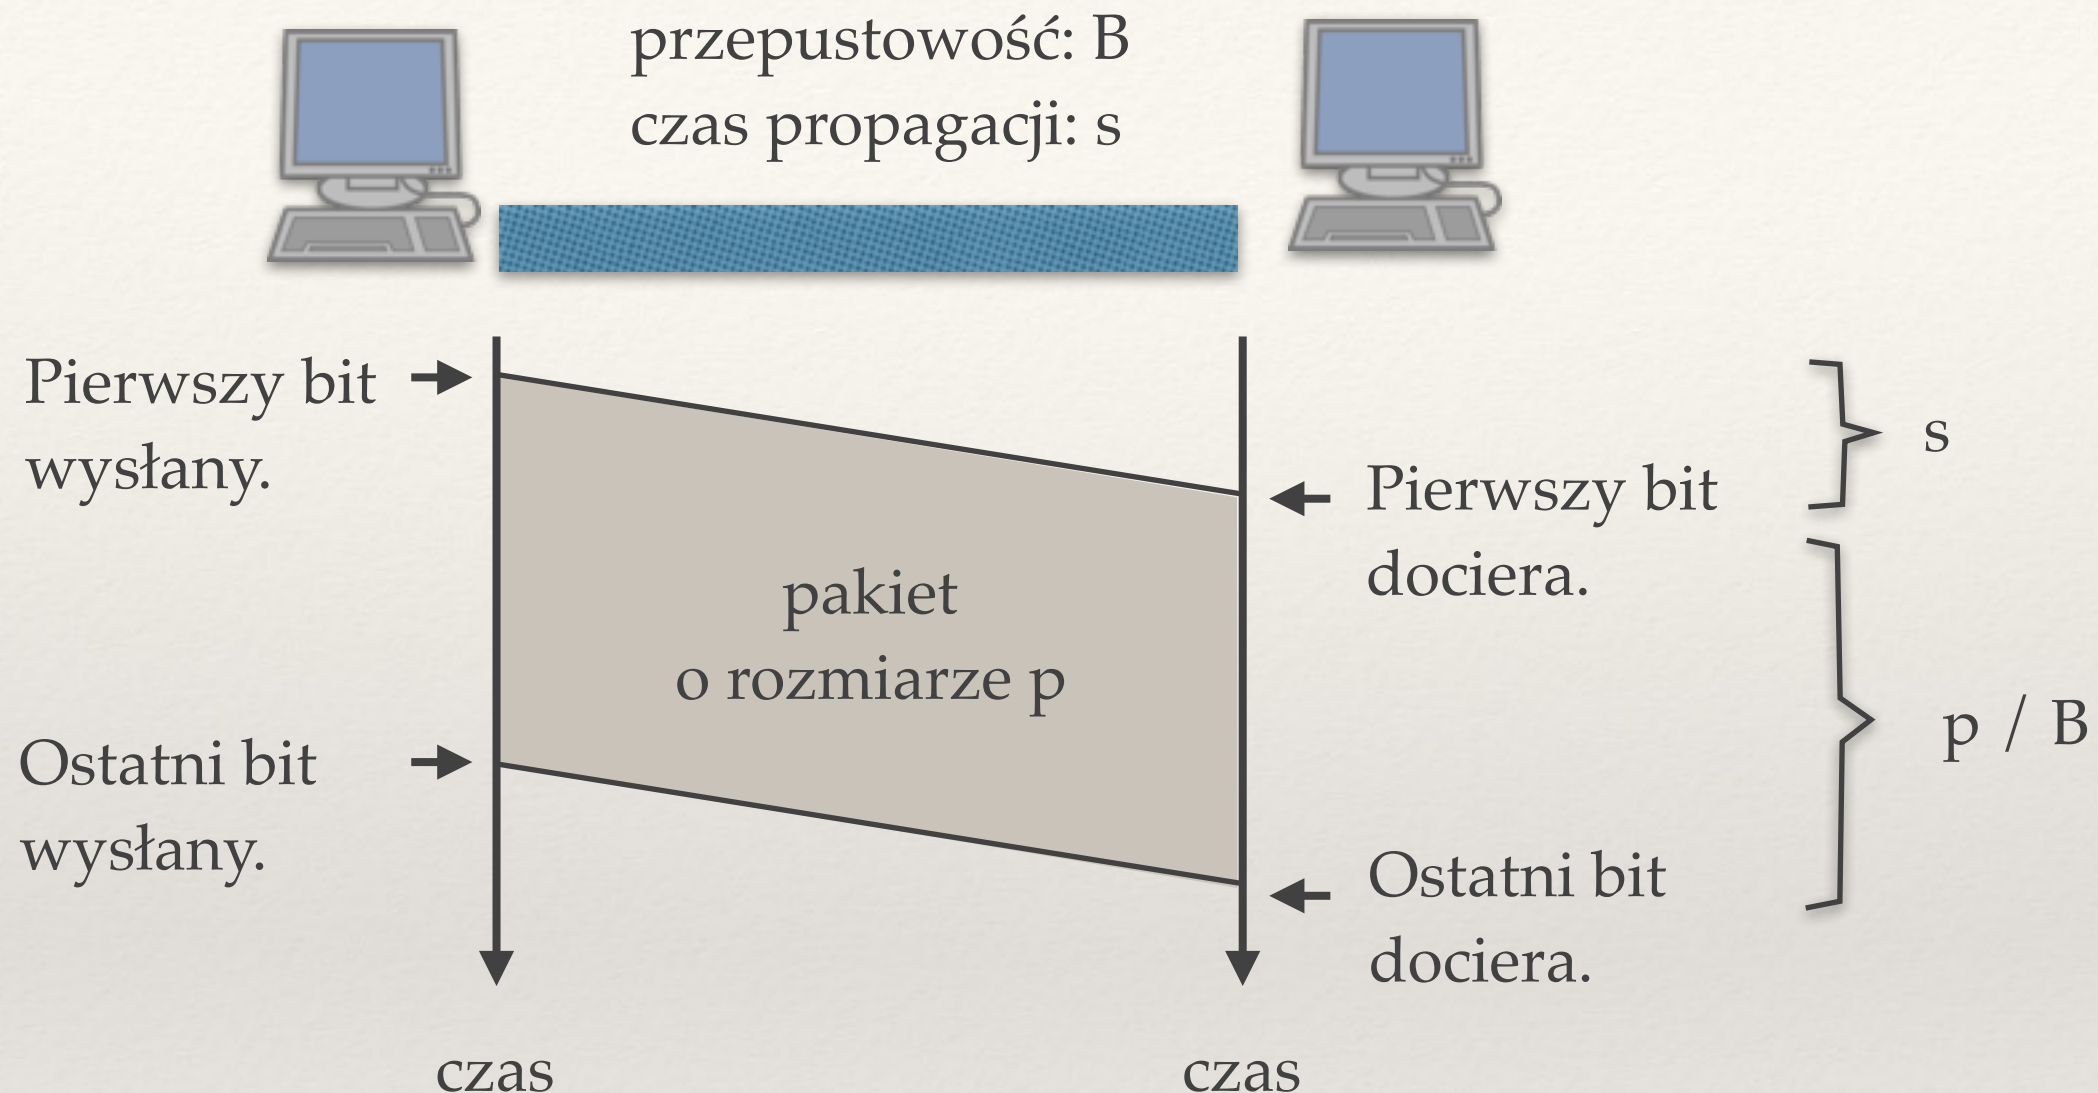 przepustowość: B
czas propagacji: s
Pierwszy bit
wysłany.
s
Pierwszy bit
dociera.
pakiet
o rozmiarze p
p / B
Ostatni bit
wysłany.
Ostatni bit
dociera.
czas
czas